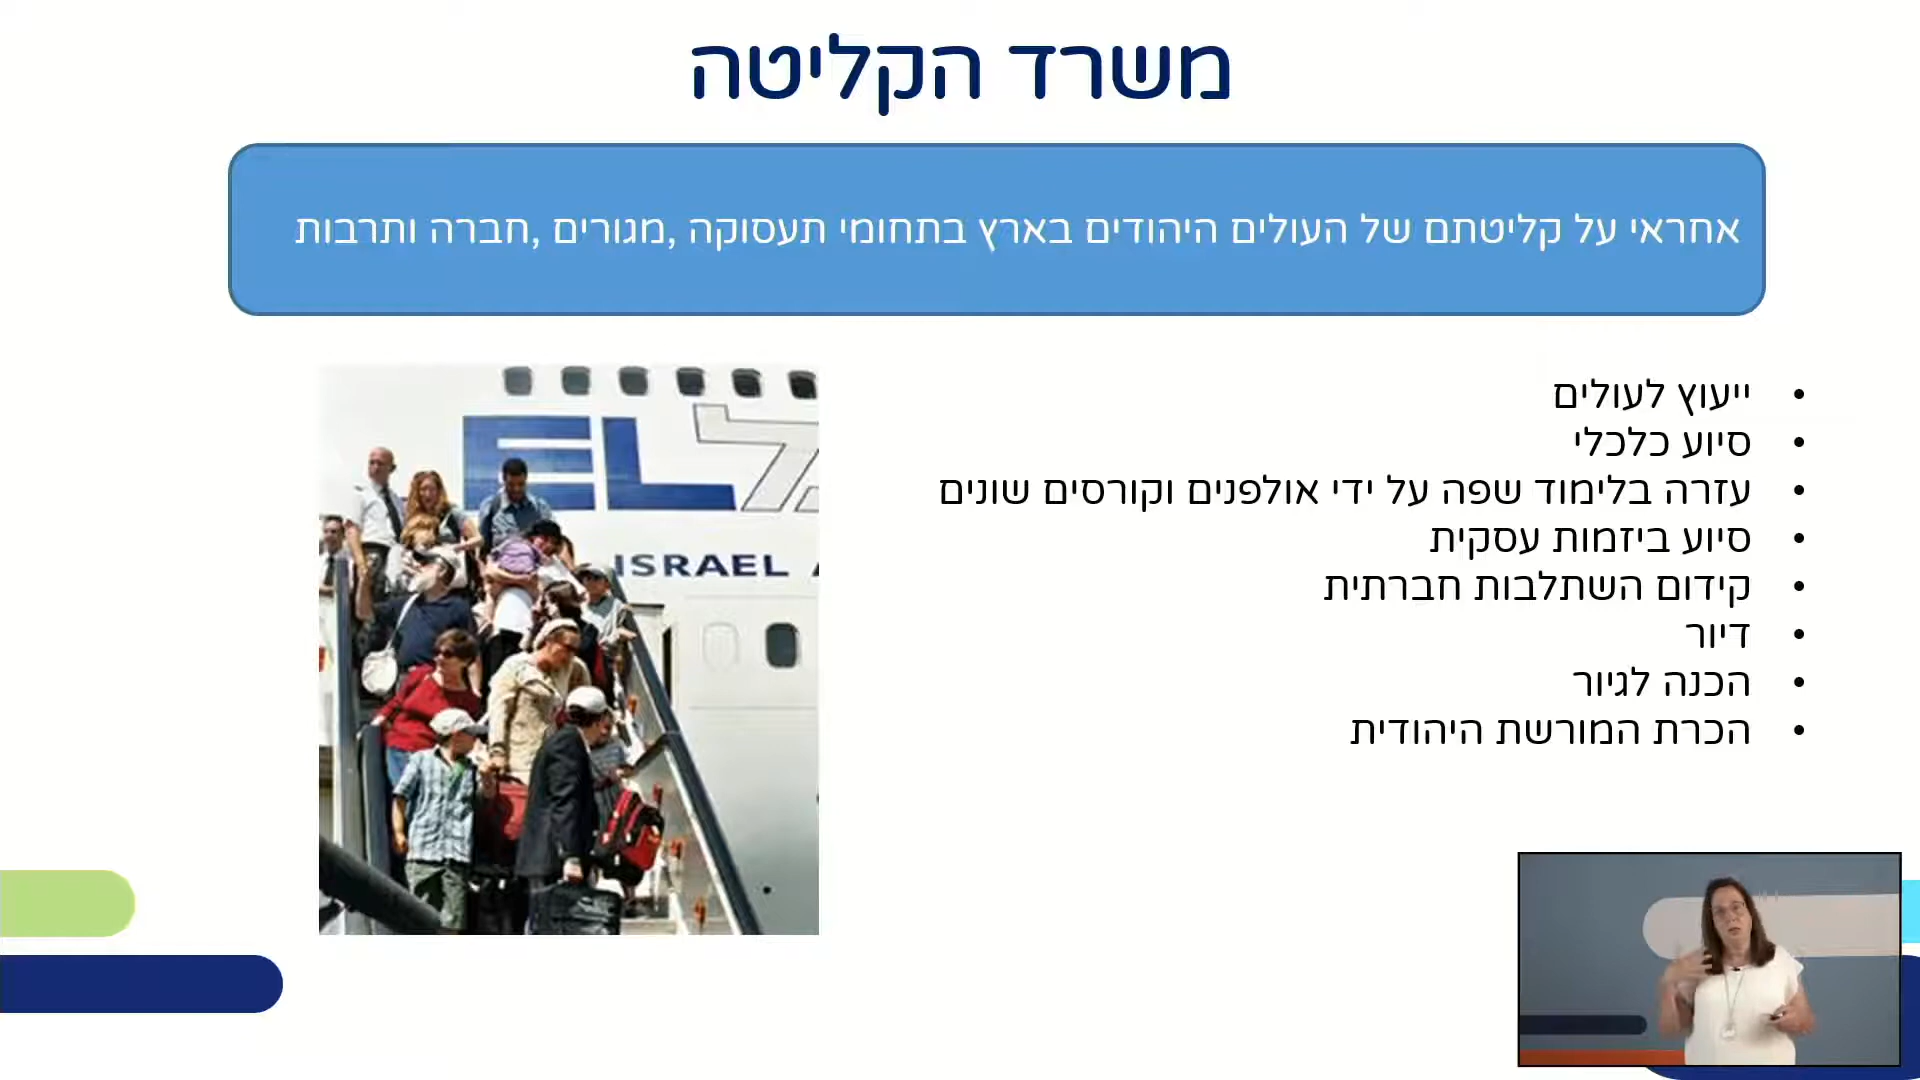 משרד הקליטה
אחראי על קליטתם של העולים היהודים בארץ בתחומי תעסוקה ,מגורים ,חברה ותרבות
• ייעוץ לעולים
• סיוע כלכלי
• עזרה בלימוד שפה על ידי אולפנים וקורסים שונים
• סיוע ביזמות עסקית
• קידום השתלבות חברתית
• דיור
• הכנה לגיור
• הכרת המורשת היהודית
EL
ISRAEL